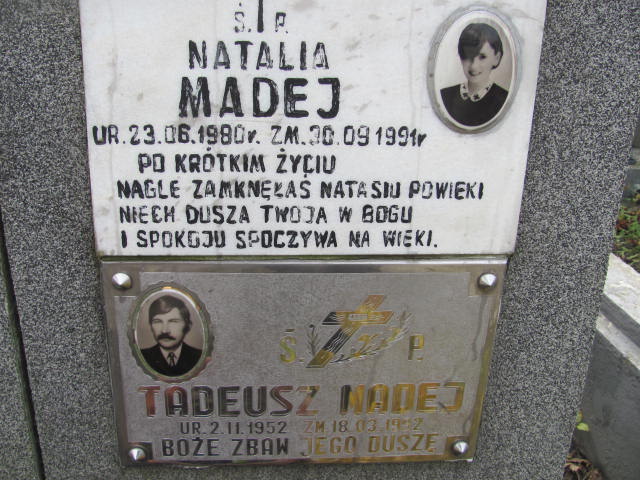 Ś. P.
NATALIA
MADEJ
UR. 23.06.1980r. ZM. 30.09 1991r
PO KRÓTKIM ŻYCIU
NAGLE ZAMKNĘŁAŚ NATASIU POWIEKI
NIECH DUSZA TWOJA W BOGU
I SPOKOJU SPOCZYWA NA WIEKI.
Ś. P.
TADEUSZ MADEJ
UR. 2.11.1952 ZM. 18.03.1992
BOŻE ZBAW JEGO DUSZĘ